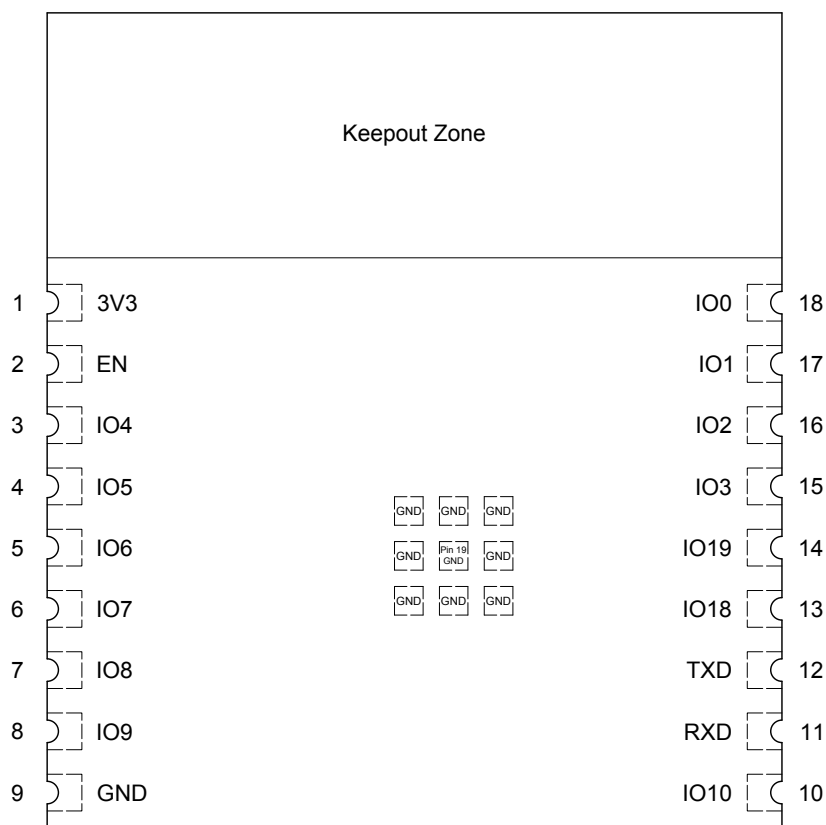 Keepout Zone
1 3V3 IO0 18
2 EN IO1 17
3 IO4 IO2 16
4 IO5 IO3 15
GND GND GND
5 IO6 GND Pin 19 GND GND IO19 14
GND GND GND
6 IO7 IO18 13
7 IO8 TXD 12
8 IO9 RXD 11
9 GND IO10 10